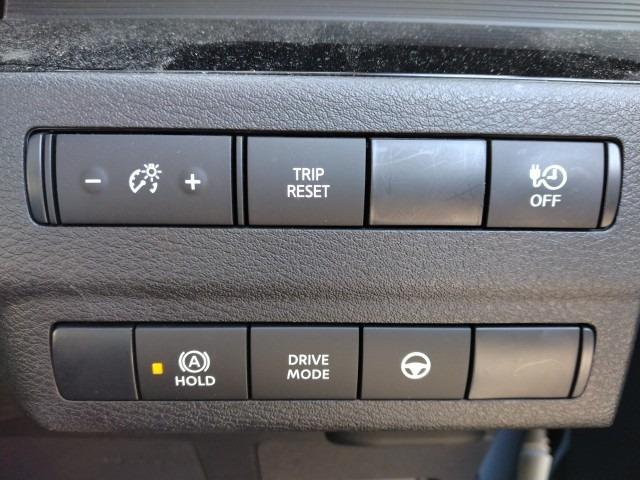 - +
TRIP
RESET
OFF
A
HOLD
DRIVE
MODE